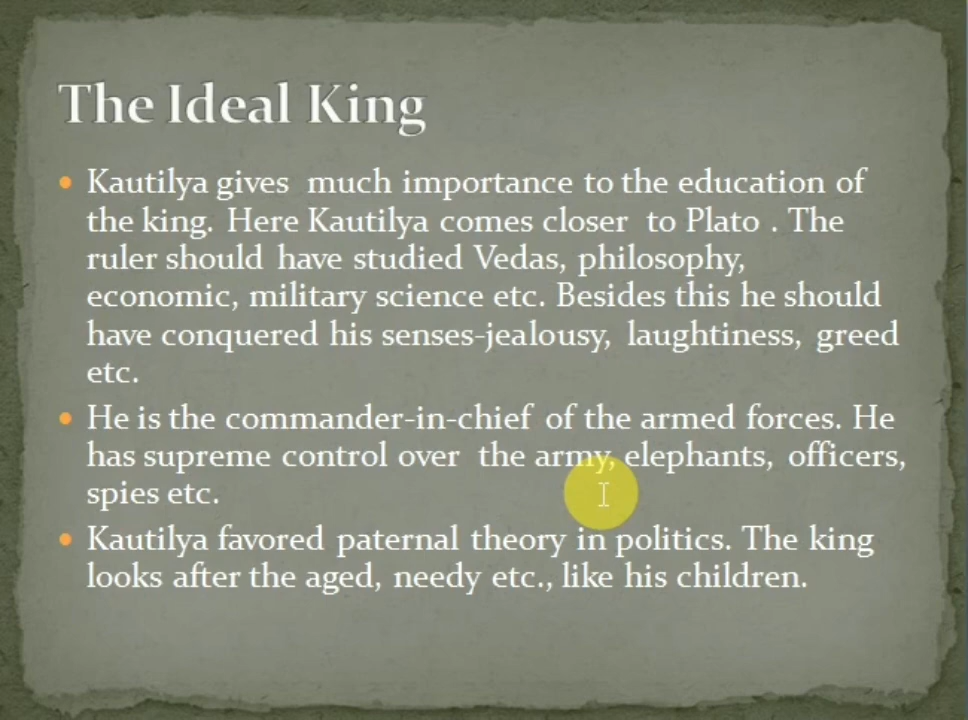 The Ideal King
Kautilya gives much importance to the education of
the king. Here Kautilya comes closer to Plato . The
ruler should have studied Vedas, philosophy,
economic, military science etc. Besides this he should
have conquered his senses-jealousy, laughtiness, greed
etc.
He is the commander-in-chief of the armed forces. He
has supreme control over the army, elephants, officers,
spies etc.
Kautilya favored paternal theory in politics. The king
looks after the aged, needy etc., like his children.